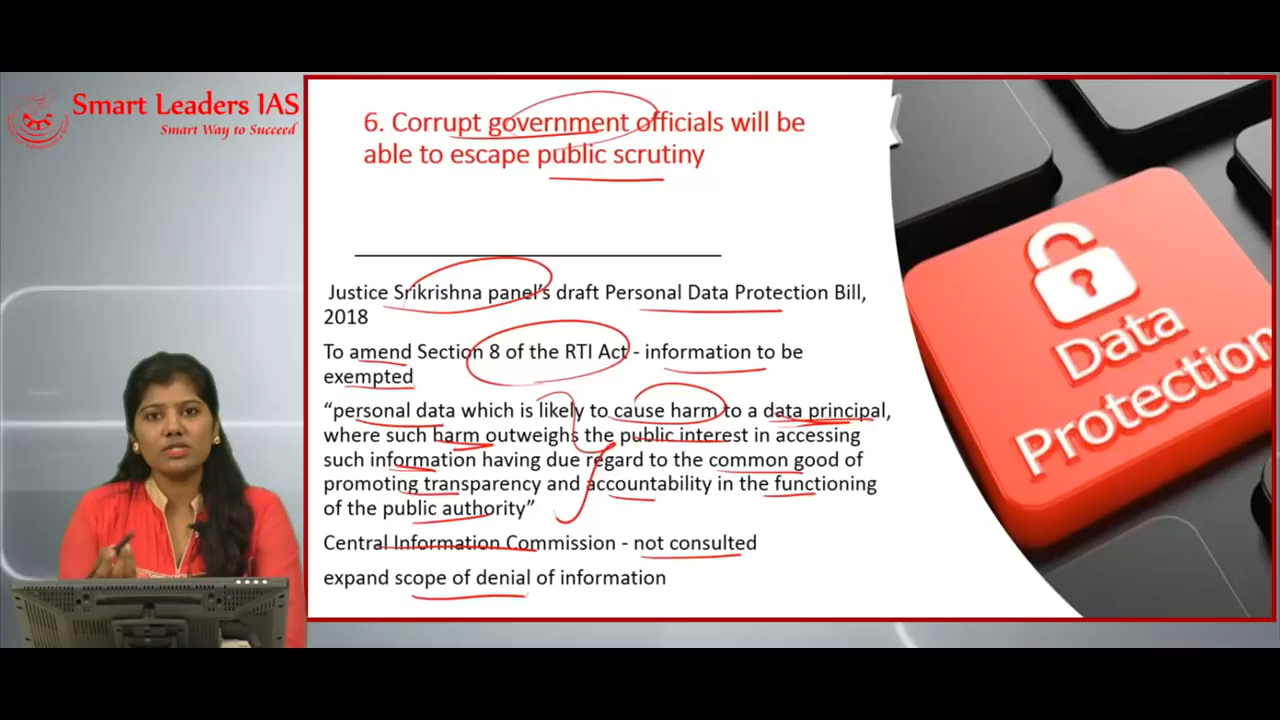 Smart Leaders IAS
Smart Way to Succeed
6. Corrupt government officials will be
able to escape public scrutiny
Justice Srikrishna panel's draft Personal Data Protection Bill,
2018
To amend Section 8 of the RTI Act - information to be
exempted
“personal data which is likely to cause harm to a data principal,
where such harm outweighs the public interest in accessing
such information having due regard to the common good of
promoting transparency and accountability in the functioning
of the public authority”
Central Information Commission - not consulted
expand scope of denial of information
Data
Protection